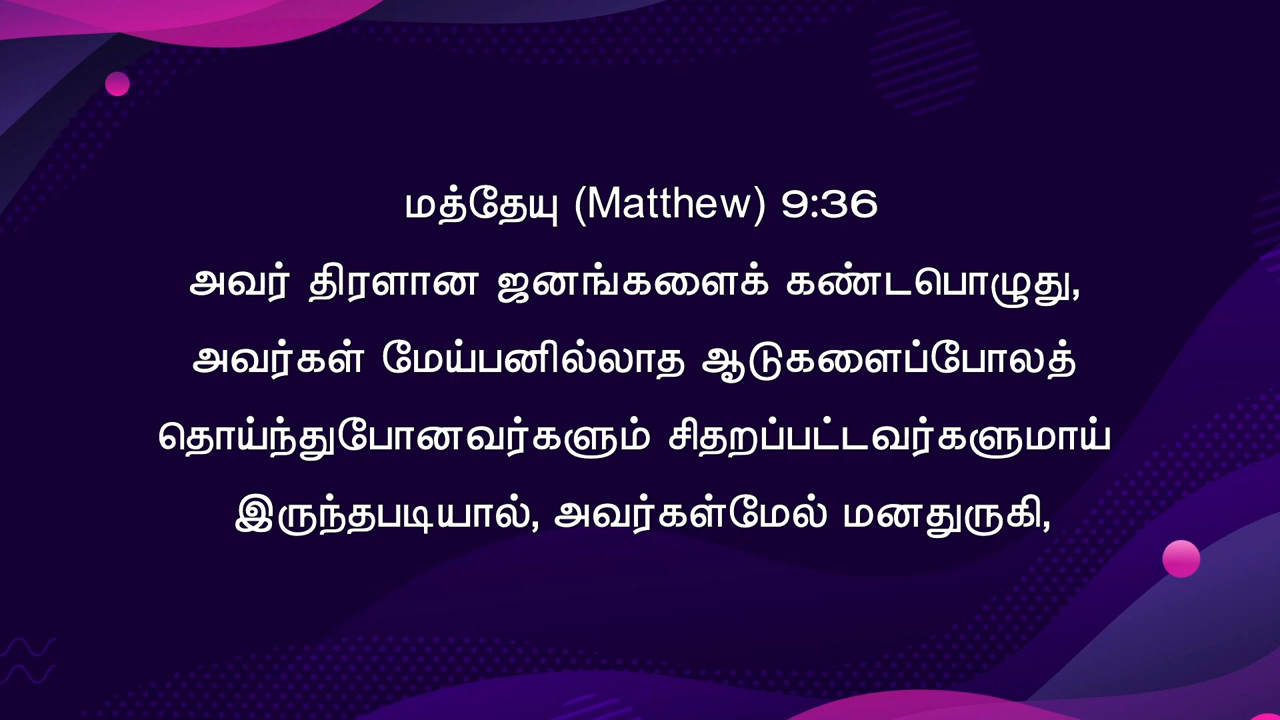 மத்தேயு (Matthew) 9:36
அவர் திரளான ஜனங்களைக் கண்டபொழுது,
அவர்கள் மேய்பனில்லாத ஆடுகளைப்போலத்
தொய்ந்துபோனவர்களும் சிதறப்பட்டவர்களுமாய்
இருந்தபடியால், அவர்கள்மேல் மனதுருகி,